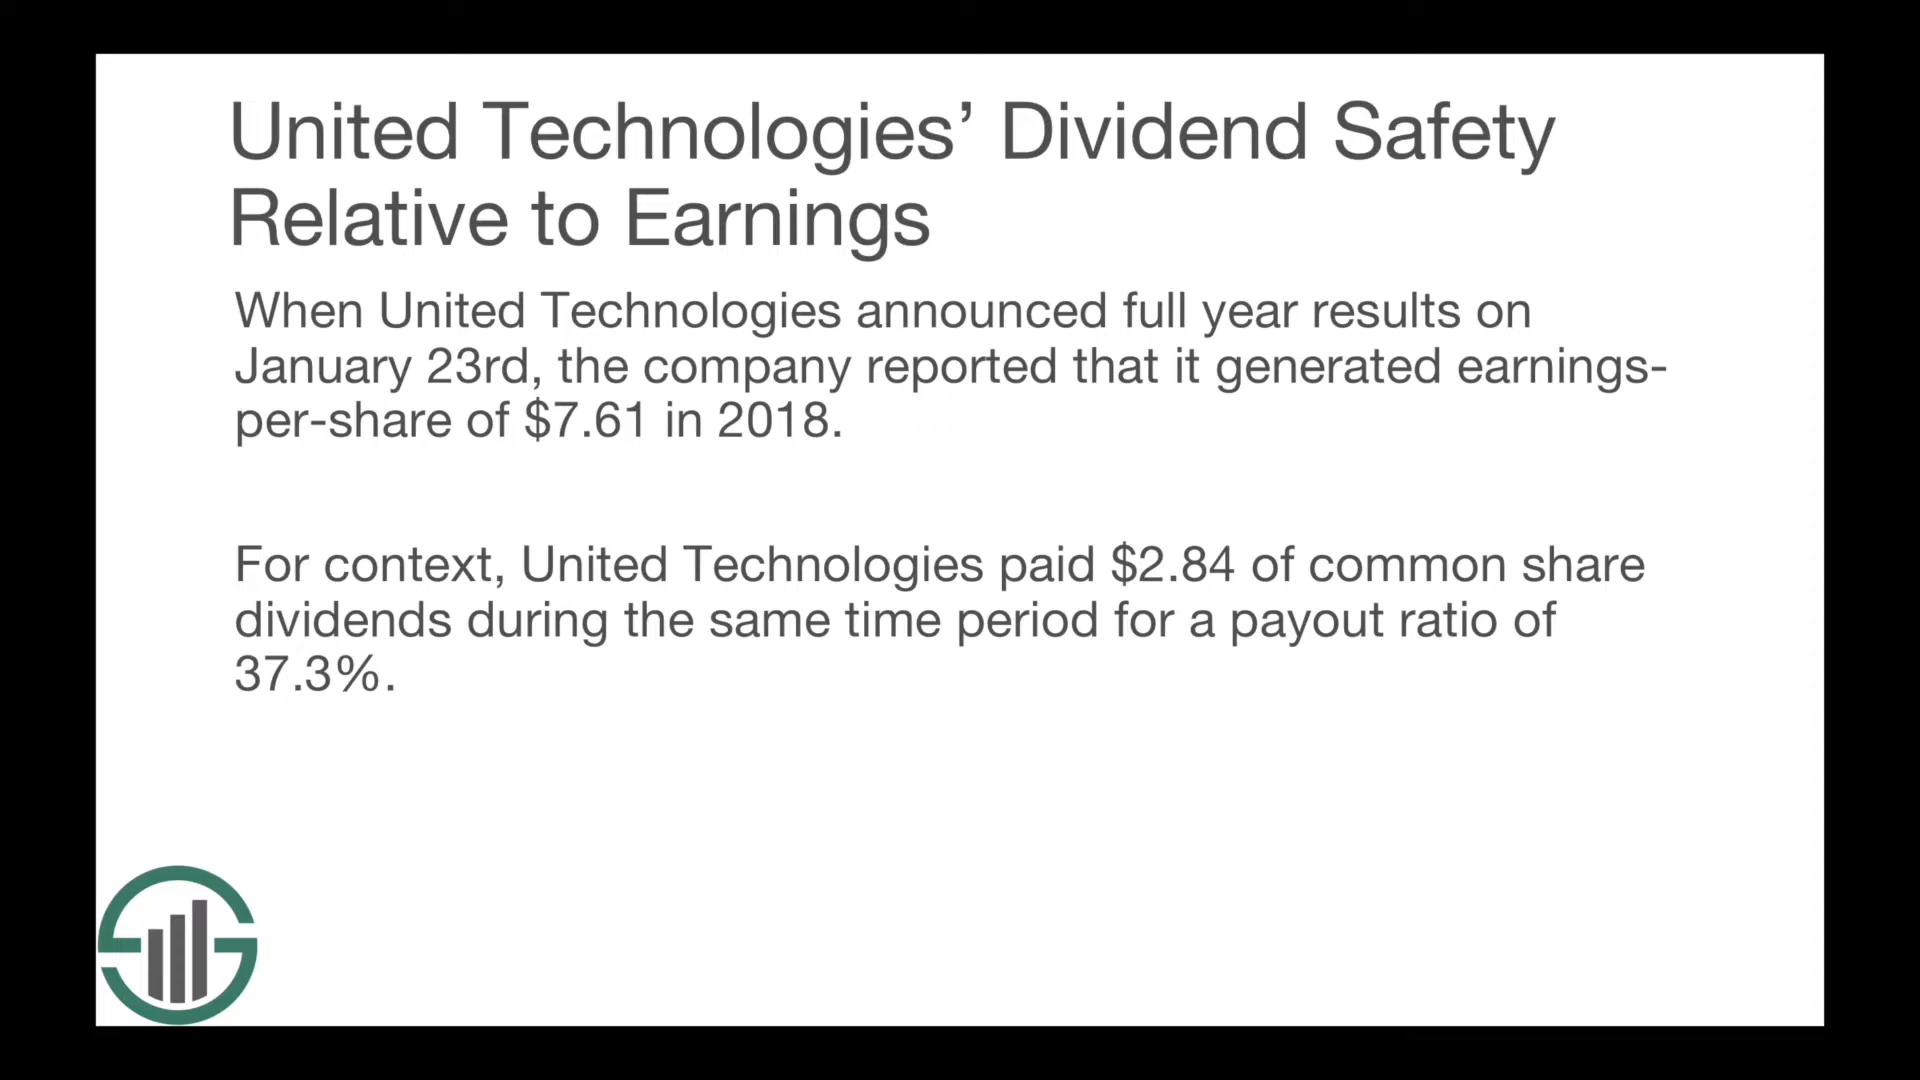 United Technologies’ Dividend Safety
Relative to Earnings
When United Technologies announced full year results on
January 23rd, the company reported that it generated earnings-
per-share of $7.61 in 2018.
For context, United Technologies paid $2.84 of common share
dividends during the same time period for a payout ratio of
37.3%.